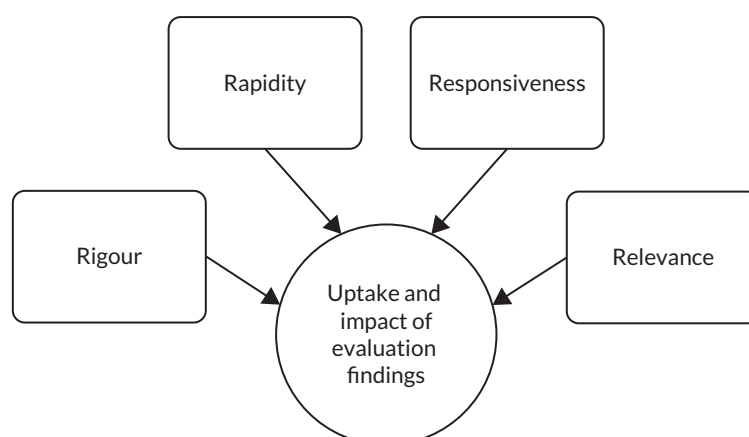 Rapidity
Responsiveness
Rigour
Relevance
Uptake and
impact of
evaluation
findings